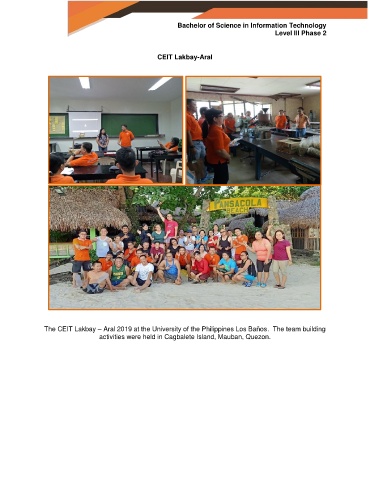 Bachelor of Science in Information Technology
Level III Phase 2
CEIT Lakbay-Aral
PANSACOLA
BEACH
The CEIT Lakbay – Aral 2019 at the University of the Philippines Los Baños. The team building
activities were held in Cagbalete Island, Mauban, Quezon.